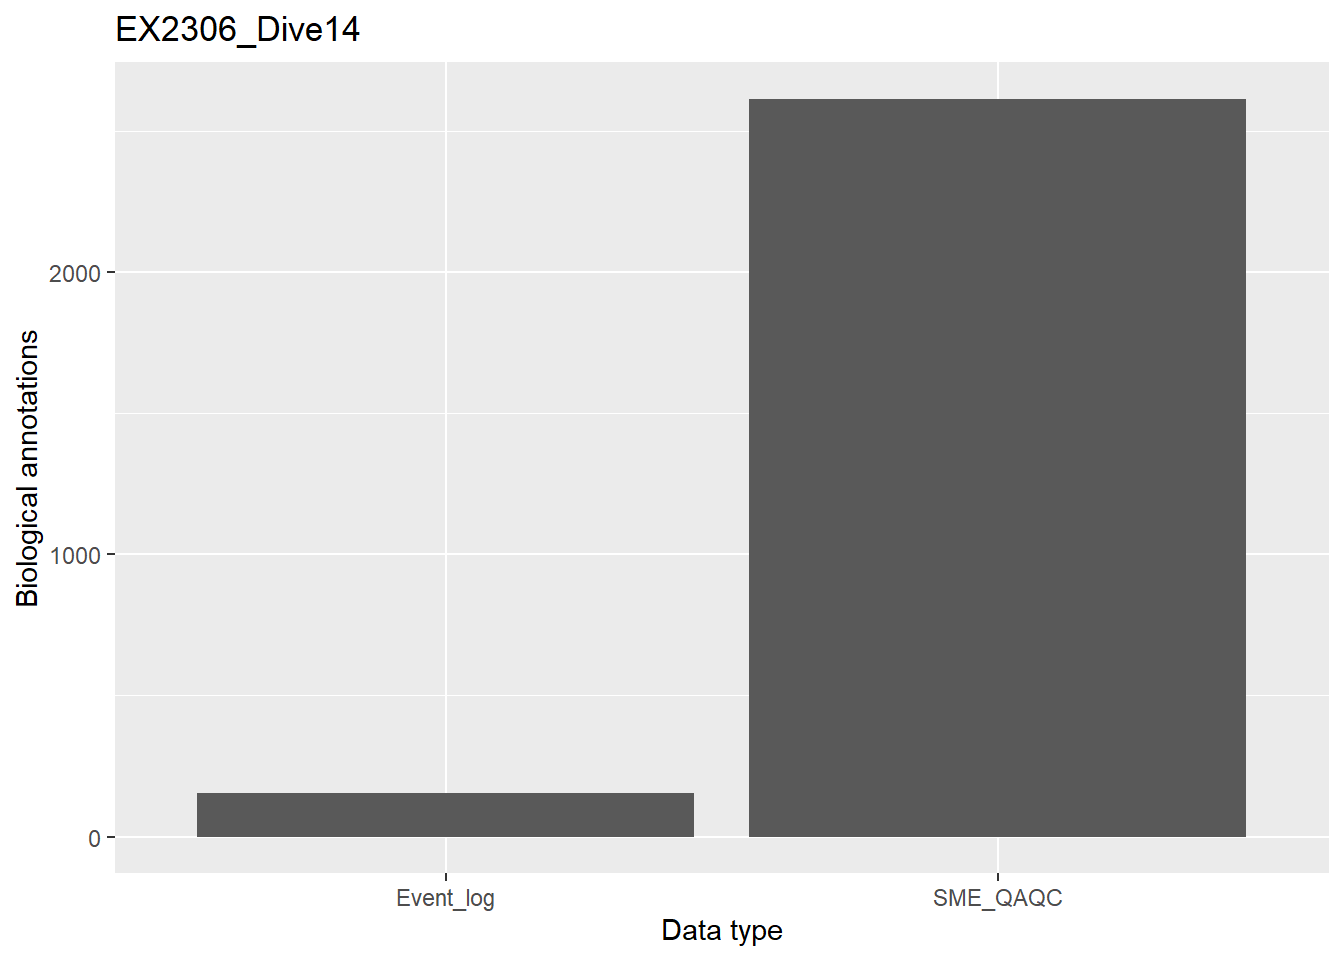 EX2306_Dive14
Biological annotations
2000
1000
0
Event_log
SME_QAQC
Data type